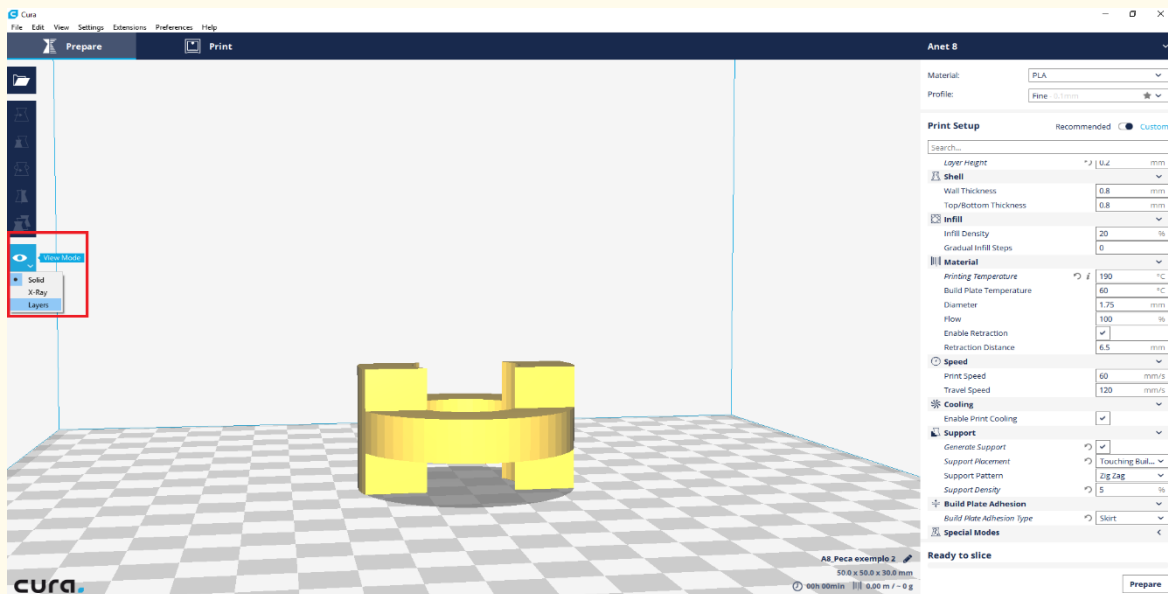 Cura
File Edit View Settings Extensions Preferences Help
Prepare Print Anet 8
Material: PLA
Profile: Fine 0.1mm
Print Setup Recommended Custom
Search...
Layer Height 0.2 mm
Shell
Wall Thickness 0.8 mm
Top/Bottom Thickness 0.8 mm
Infill
Infill Density 20 %
Gradual Infill Steps 0
Material
Printing Temperature i 190 °C
Build Plate Temperature 60 °C
Diameter 1.75 mm
Flow 100 %
Enable Retraction
Retraction Distance 6.5 mm
Speed
Print Speed 60 mm/s
Travel Speed 120 mm/s
Cooling
Enable Print Cooling
Support
Generate Support
Support Placement Touching Buil...
Support Pattern Zig Zag
Support Density 5 %
Build Plate Adhesion
Build Plate Adhesion Type Skirt
Special Modes
Ready to slice
Prepare
View Mode
Solid
X-Ray
Layers
A8_Peca exemplo 2
50.0 x 50.0 x 30.0 mm
00h 00min 0.00 m / ~ 0 g
cura.